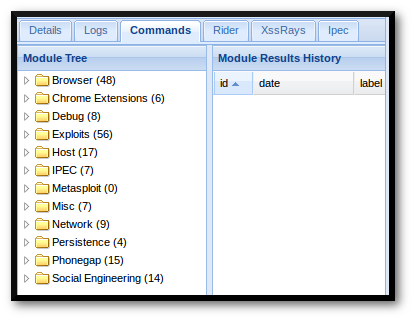 Details Logs Commands Rider XssRays Ipec
Module Tree
Browser (48)
Chrome Extensions (6)
Debug (8)
Exploits (56)
Host (17)
IPEC (7)
Metasploit (0)
Misc (7)
Network (9)
Persistence (4)
Phonegap (15)
Social Engineering (14)
Module Results History
id date label